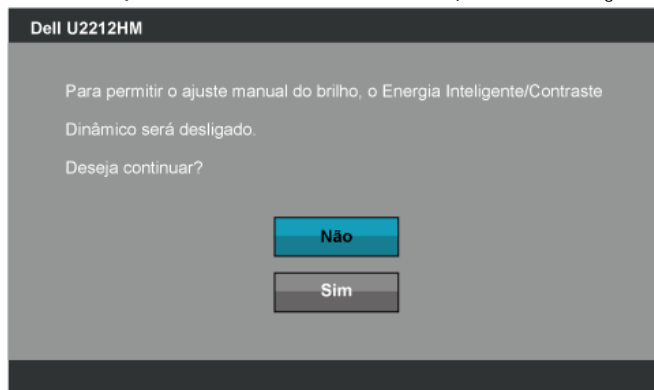 Dell U2212HM
Para permitir o ajuste manual do brilho, o Energia Inteligente/Contraste
Dinâmico será desligado.
Deseja continuar?
Não
Sim